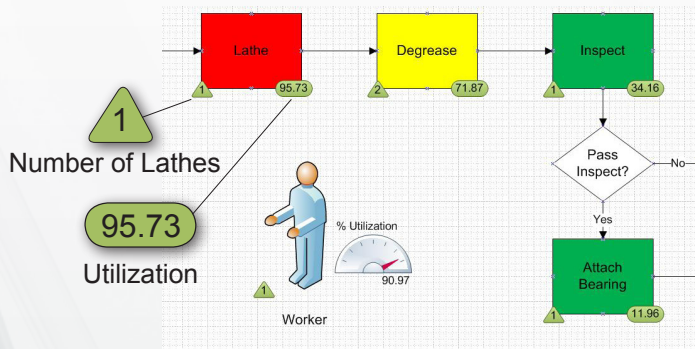 Lathe
Degrease
Inspect
1
95.73
2
71.87
1
34.16
1
Number of Lathes
Pass
Inspect?
No
95.73
Utilization
% Utilization
90.97
1
Worker
Yes
Attach
Bearing
1
11.96